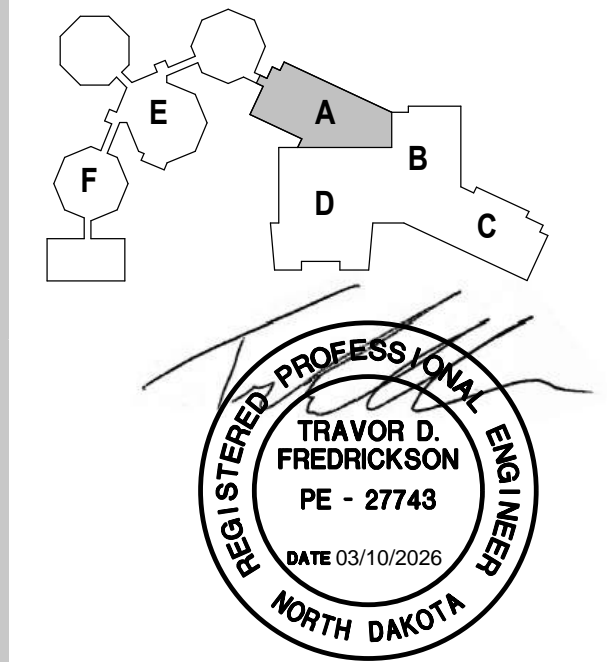 A
E
B
F
D
C
REGISTERED PROFESSIONAL ENGINEER
TRAVOR D.
FREDRICKSON
PE - 27743
DATE 03/10/2026
NORTH DAKOTA